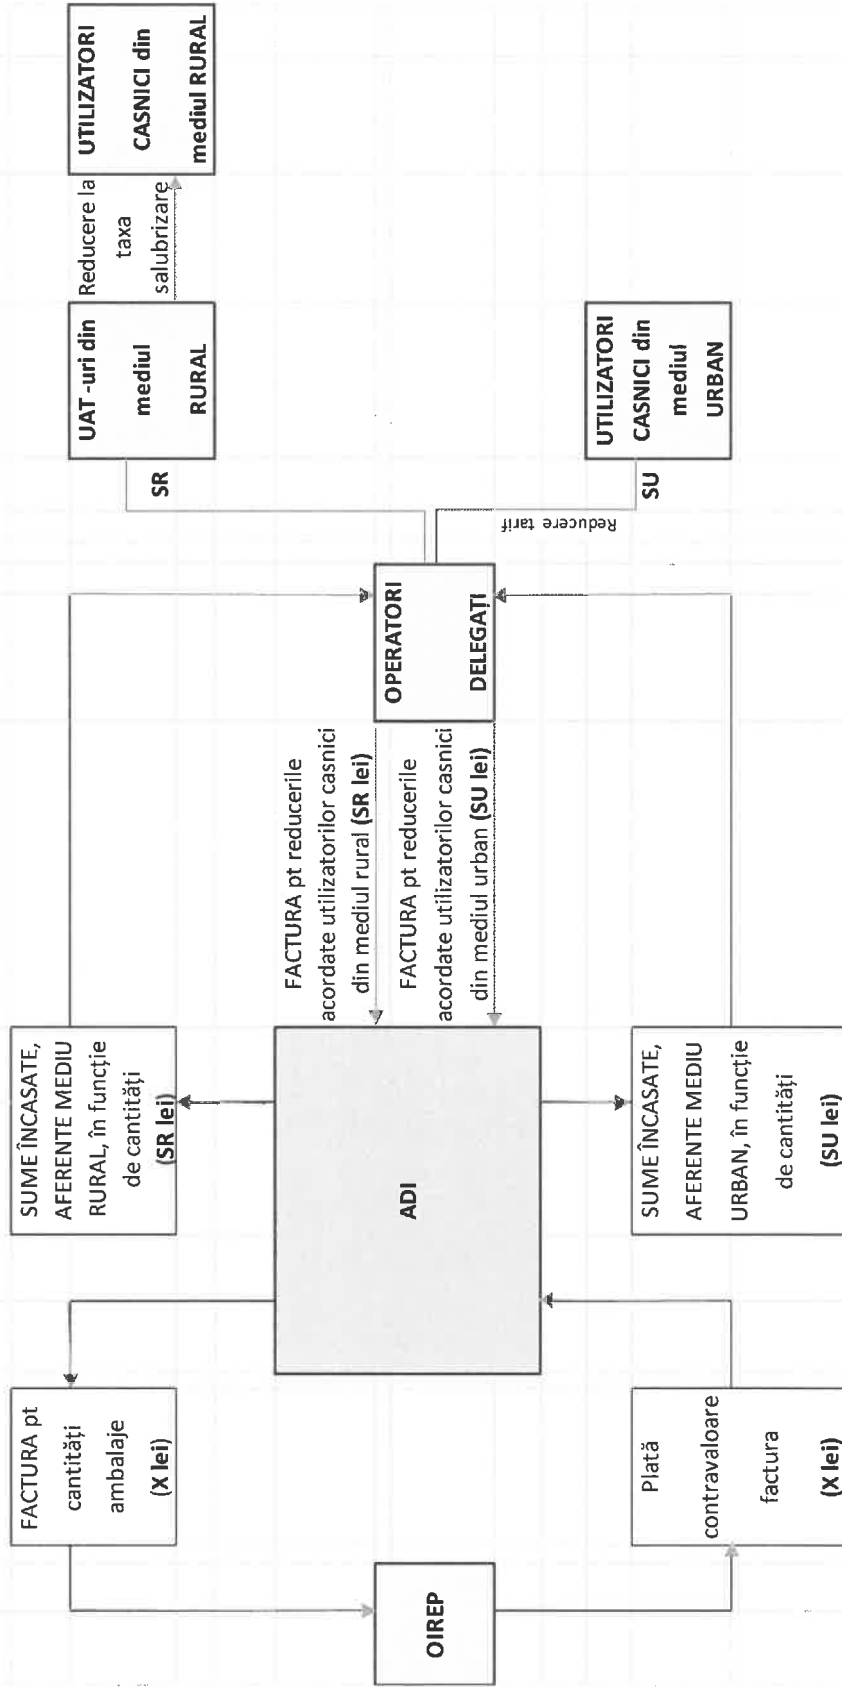 FACTURA pt
cantități
ambalaje
(X lei)
SUME ÎNCASATE,
AFERENTE MEDIU
RURAL, în funcție
de cantități
(SR lei)
UAT -uri din
mediul
RURAL
Reducere la
taxa
salubrizare
UTILIZATORI
CASNICI din
mediul RURAL
SR
OIREP
ADI
FACTURA pt reducerile
acordate utilizatorilor casnici
din mediul rural (SR lei)
FACTURA pt reducerile
acordate utilizatorilor casnici
din mediul urban (SU lei)
OPERATORI
DELEGAȚI
Reducere tarif
SU
UTILIZATORI
CASNICI din
mediul
URBAN
Plată
contravaloare
factura
(X lei)
SUME ÎNCASATE,
AFERENTE MEDIU
URBAN, în funcție
de cantități
(SU lei)